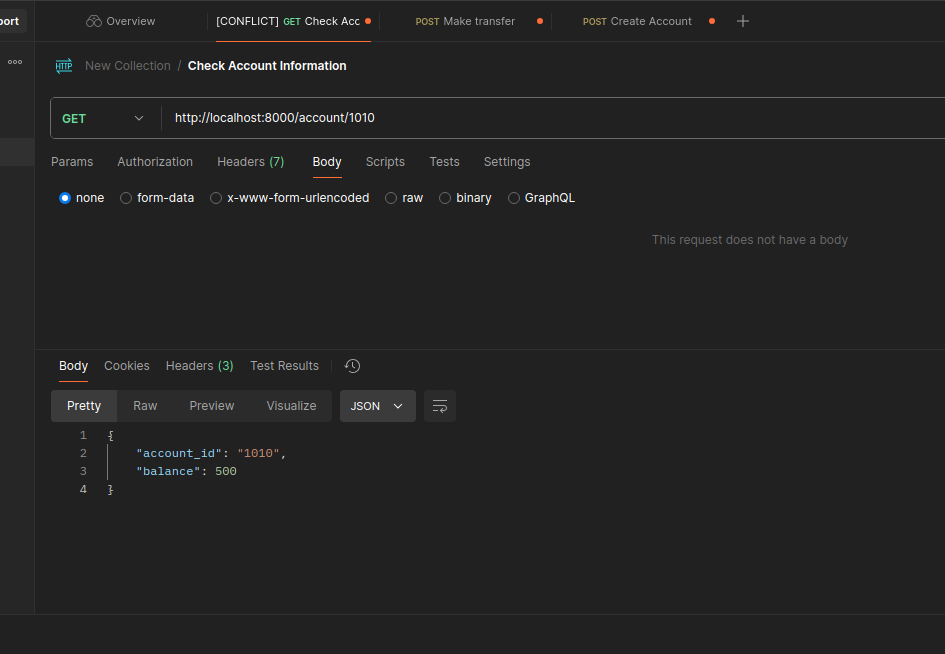 port
Overview
[CONFLICT] GET Check Acc
POST Make transfer
POST Create Account
HTTP New Collection / Check Account Information
GET http://localhost:8000/account/1010
Params Authorization Headers (7) Body Scripts Tests Settings
none form-data x-www-form-urlencoded raw binary GraphQL
This request does not have a body
Body Cookies Headers (3) Test Results
Pretty Raw Preview Visualize JSON
1 {
2 "account_id": "1010",
3 "balance": 500
4 }